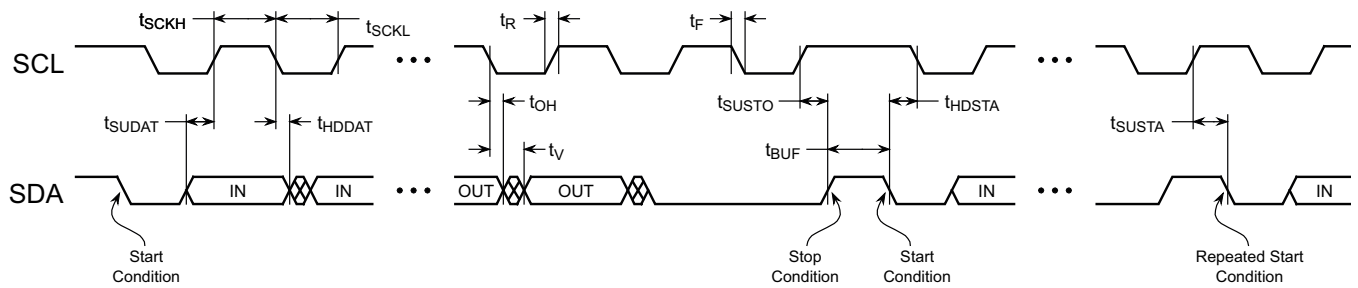 tSCKH
tSCKL
tR
tF
SCL
tOH
tSUSTO
tHDSTA
tSUDAT
tHDDAT
tSUSTA
tV
tBUF
SDA
IN
IN
OUT
OUT
IN
IN
Start
Condition
Stop
Condition
Start
Condition
Repeated Start
Condition